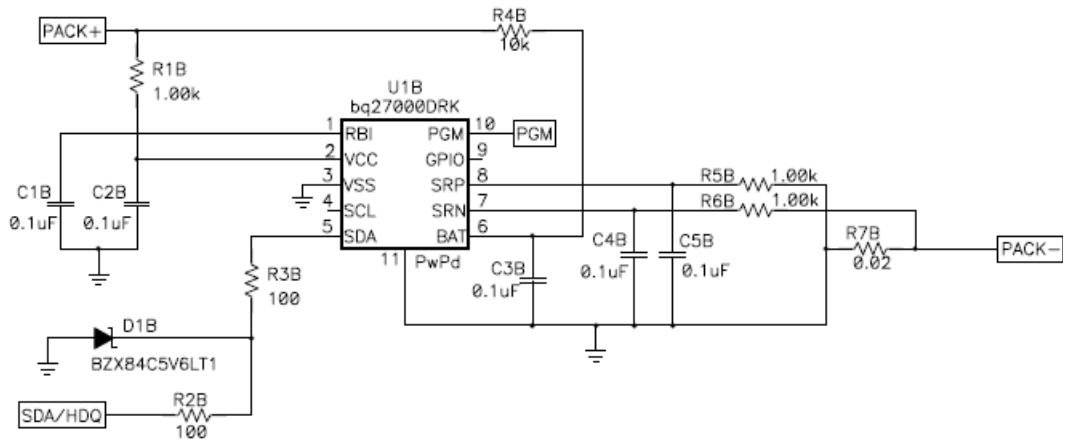 PACK+
R4B
10k
R1B
1.00k
U1B
bq27000DRK
1 RBI PGM 10 PGM
2 VCC GPIO 9
3 VSS SRP 8
4 SCL SRN 7
5 SDA BAT 6
11 PwPd
C1B
0.1uF
C2B
0.1uF
R5B 1.00k
R6B 1.00k
R7B
0.02
PACK-
C4B
0.1uF
C5B
0.1uF
C3B
0.1uF
R3B
100
D1B
BZX84C5V6LT1
SDA/HDQ
R2B
100